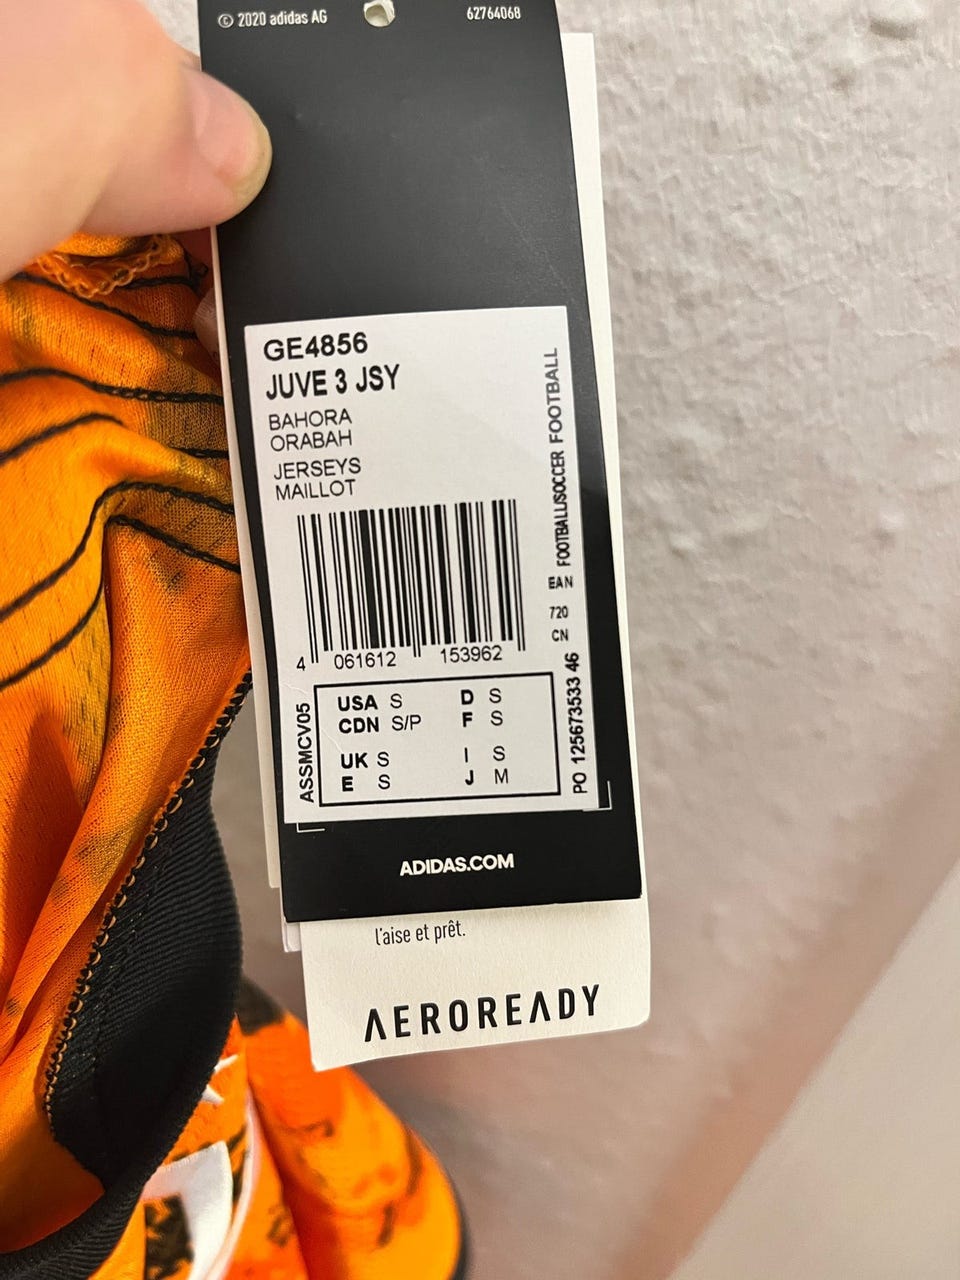 © 2020 adidas AG
62764068
GE4856
JUVE 3 JSY
BAHORA
ORABAH
JERSEYS
MAILLOT
FOOTBALL/SOCCER FOOTBALL
EAN
720
CN
PO 125673533 46
4 061612 153962
ASSMCV05
USA S D S
CDN S/P F S
UK S I S
E S J M
ADIDAS.COM
l'aise et prêt.
AEROREADY